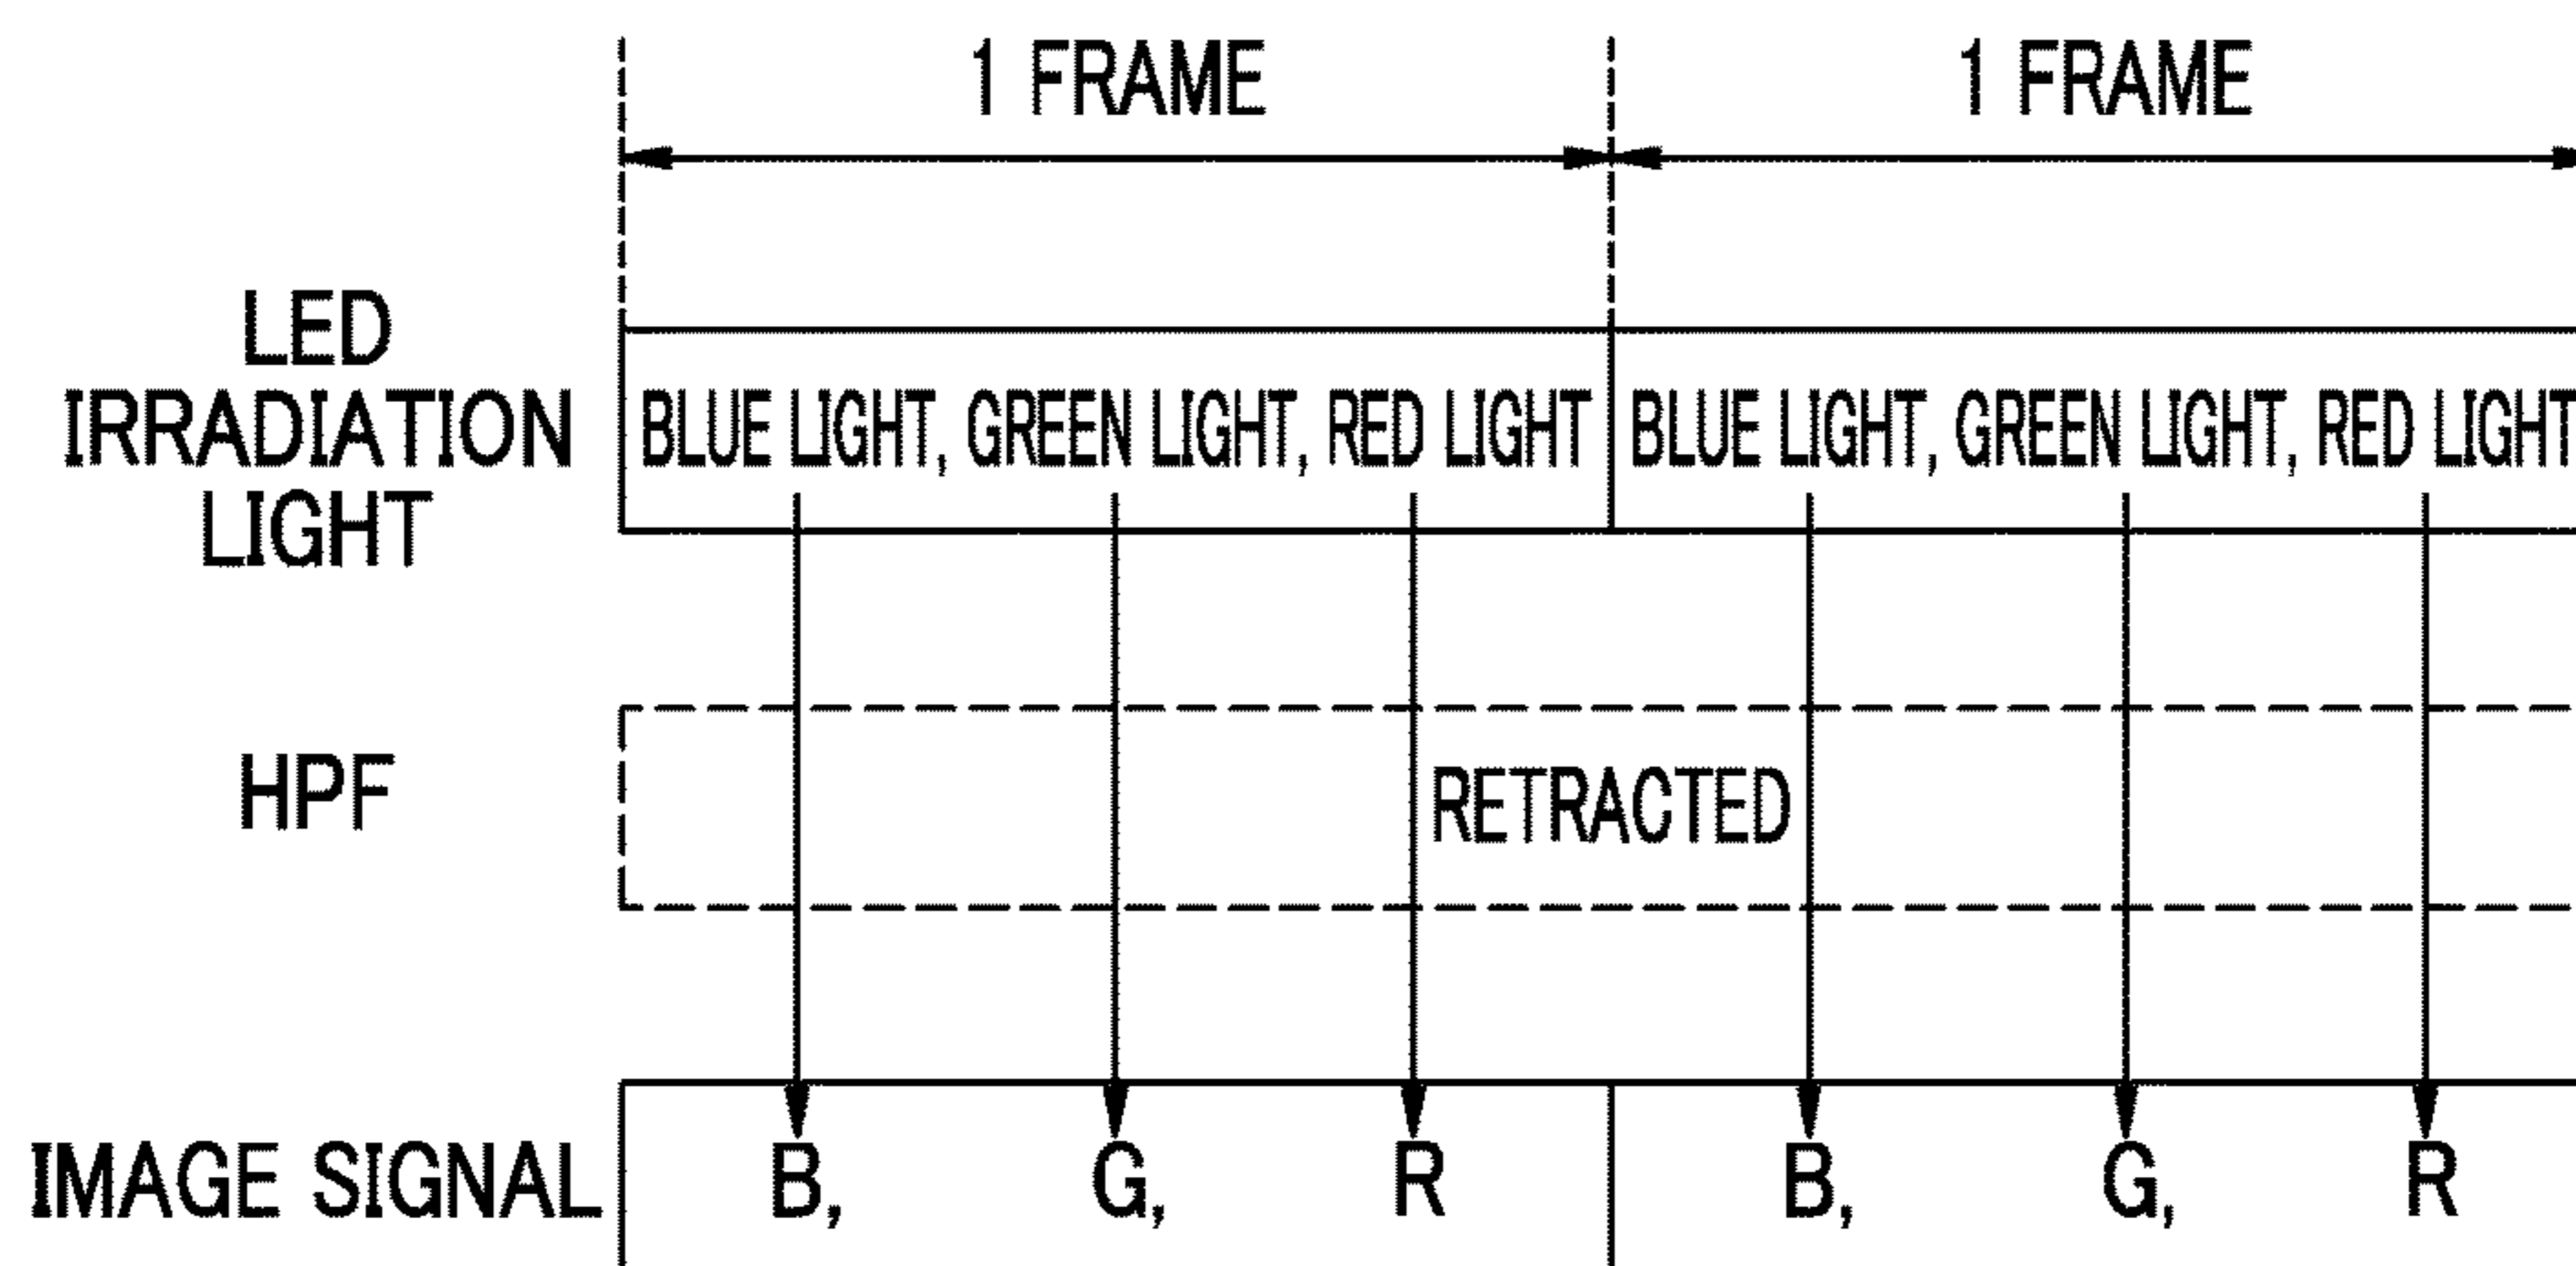 1 FRAME 1 FRAME
LED
IRRADIATION
LIGHT
BLUE LIGHT, GREEN LIGHT, RED LIGHT BLUE LIGHT, GREEN LIGHT, RED LIGHT
HPF
RETRACTED
IMAGE SIGNAL B, G, R B, G, R